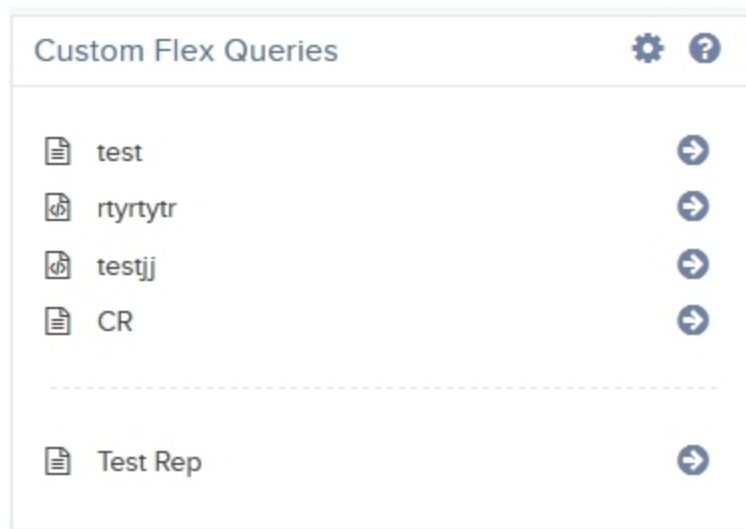 Custom Flex Queries
test
rtyrtytr
testjj
CR
Test Rep